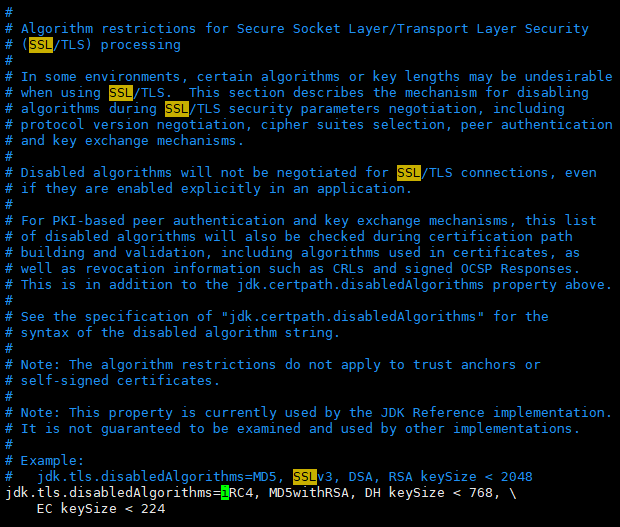 #
# Algorithm restrictions for Secure Socket Layer/Transport Layer Security
# (SSL/TLS) processing
#
# In some environments, certain algorithms or key lengths may be undesirable
# when using SSL/TLS.  This section describes the mechanism for disabling
# algorithms during SSL/TLS security parameters negotiation, including
# protocol version negotiation, cipher suites selection, peer authentication
# and key exchange mechanisms.
#
# Disabled algorithms will not be negotiated for SSL/TLS connections, even
# if they are enabled explicitly in an application.
#
# For PKI-based peer authentication and key exchange mechanisms, this list
# of disabled algorithms will also be checked during certification path
# building and validation, including algorithms used in certificates, as
# well as revocation information such as CRLs and signed OCSP Responses.
# This is in addition to the jdk.certpath.disabledAlgorithms property above.
#
# See the specification of "jdk.certpath.disabledAlgorithms" for the
# syntax of the disabled algorithm string.
#
# Note: The algorithm restrictions do not apply to trust anchors or
# self-signed certificates.
#
# Note: This property is currently used by the JDK Reference implementation.
# It is not guaranteed to be examined and used by other implementations.
#
# Example:
#   jdk.tls.disabledAlgorithms=MD5, SSLv3, DSA, RSA keySize < 2048
jdk.tls.disabledAlgorithms=iRC4, MD5withRSA, DH keySize < 768, \
    EC keySize < 224